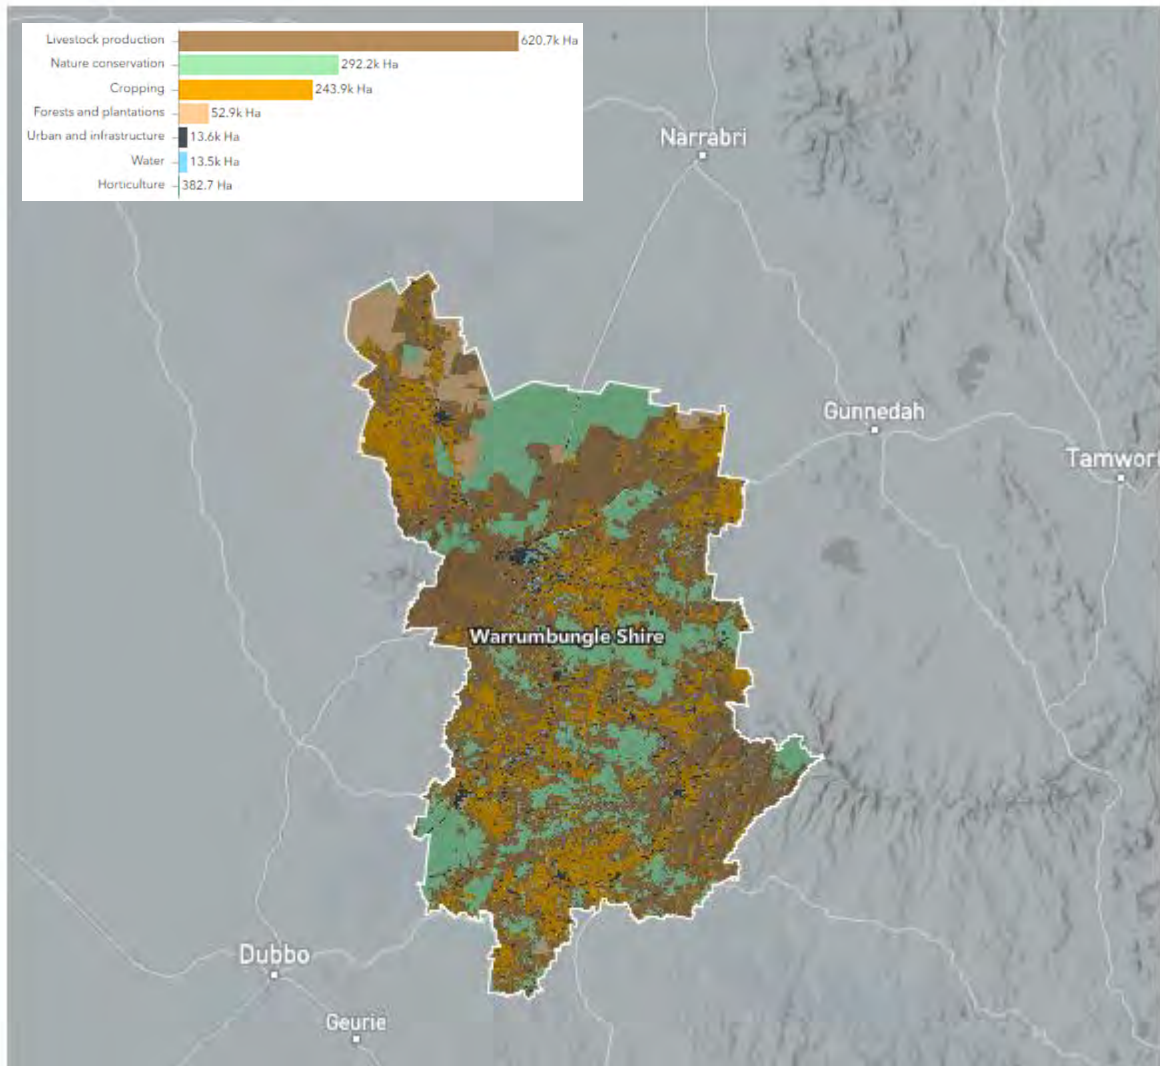 Livestock production 620.7k Ha
Nature conservation 292.2k Ha
Cropping 243.9k Ha
Forests and plantations 52.9k Ha
Urban and infrastructure 13.6k Ha
Water 13.5k Ha
Horticulture 382.7 Ha
Narrabri
Gunnedah
Tamwort
Warrumbungle Shire
Dubbo
Geurie